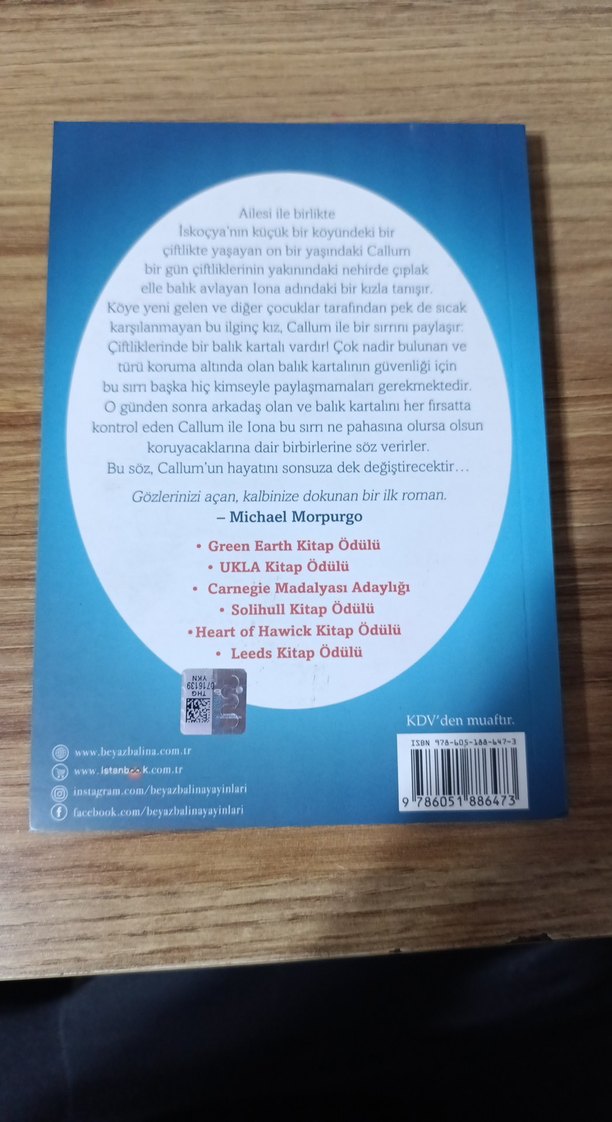 Ailesi ile birlikte
İskoçya'nın küçük bir köyündeki bir
çiftlikte yaşayan on bir yaşındaki Callum
bir gün çiftliklerinin yakınındaki nehirde çıplak
elle balık avlayan Iona adındaki bir kızla tanışır.
Köye yeni gelen ve diğer çocuklar tarafından pek de sıcak
karşılanmayan bu ilginç kız, Callum ile bir sırrını paylaşır:
Çiftliklerinde bir balık kartalı vardır! Çok nadir bulunan ve
türü koruma altında olan balık kartalının güvenliği için
bu sırrı başka hiç kimseyle paylaşmamaları gerekmektedir.
O günden sonra arkadaş olan ve balık kartalını her fırsatta
kontrol eden Callum ile Iona bu sırrı ne pahasına olursa olsun
koruyacaklarına dair birbirlerine söz verirler.
Bu söz, Callum'un hayatını sonsuza dek değiştirecektir...
Gözlerinizi açan, kalbinize dokunan bir ilk roman.
– Michael Morpurgo
• Green Earth Kitap Ödülü
• UKLA Kitap Ödülü
• Carnegie Madalyası Adaylığı
• Solihull Kitap Ödülü
• Heart of Hawick Kitap Ödülü
• Leeds Kitap Ödülü
THG
YKN
0716139
KDV'den muaftır.
ISBN 978-605-188-647-3
9 786051 886473
www.beyazbalina.com.tr
www.istanbook.com.tr
instagram.com/beyazbalinayayinlari
facebook.com/beyazbalinayayinlari